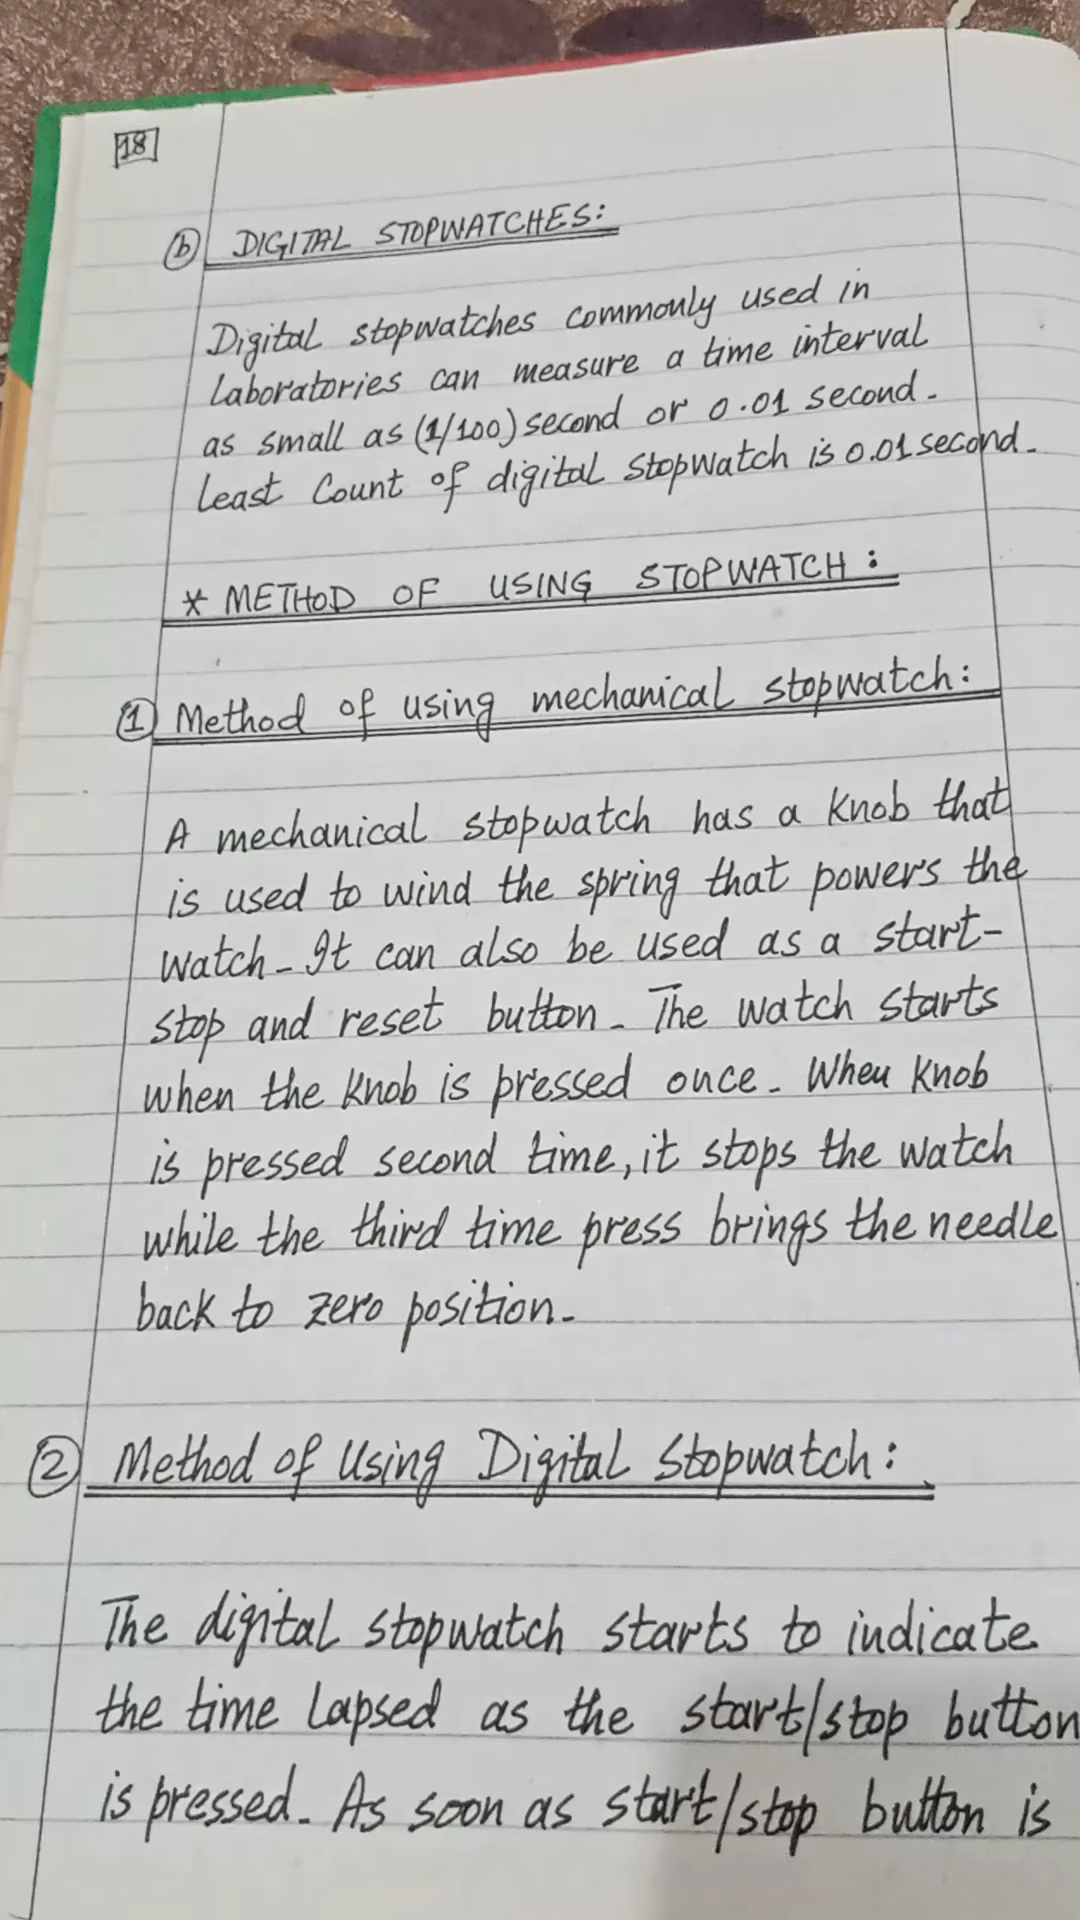 18
(b) DIGITAL STOPWATCHES:
Digital stopwatches commonly used in
laboratories can measure a time interval
as small as (1/100) second or 0.01 second.
Least Count of digital stopwatch is 0.01 second.
* METHOD OF USING STOPWATCH:
(1) Method of using mechanical stopwatch:
A mechanical stopwatch has a knob that
is used to wind the spring that powers the
watch. It can also be used as a start-
stop and reset button. The watch starts
when the knob is pressed once. When knob
is pressed second time, it stops the watch
while the third time press brings the needle
back to zero position.
(2) Method of Using Digital Stopwatch:
The digital stopwatch starts to indicate
the time lapsed as the start/stop button
is pressed. As soon as start/stop button is